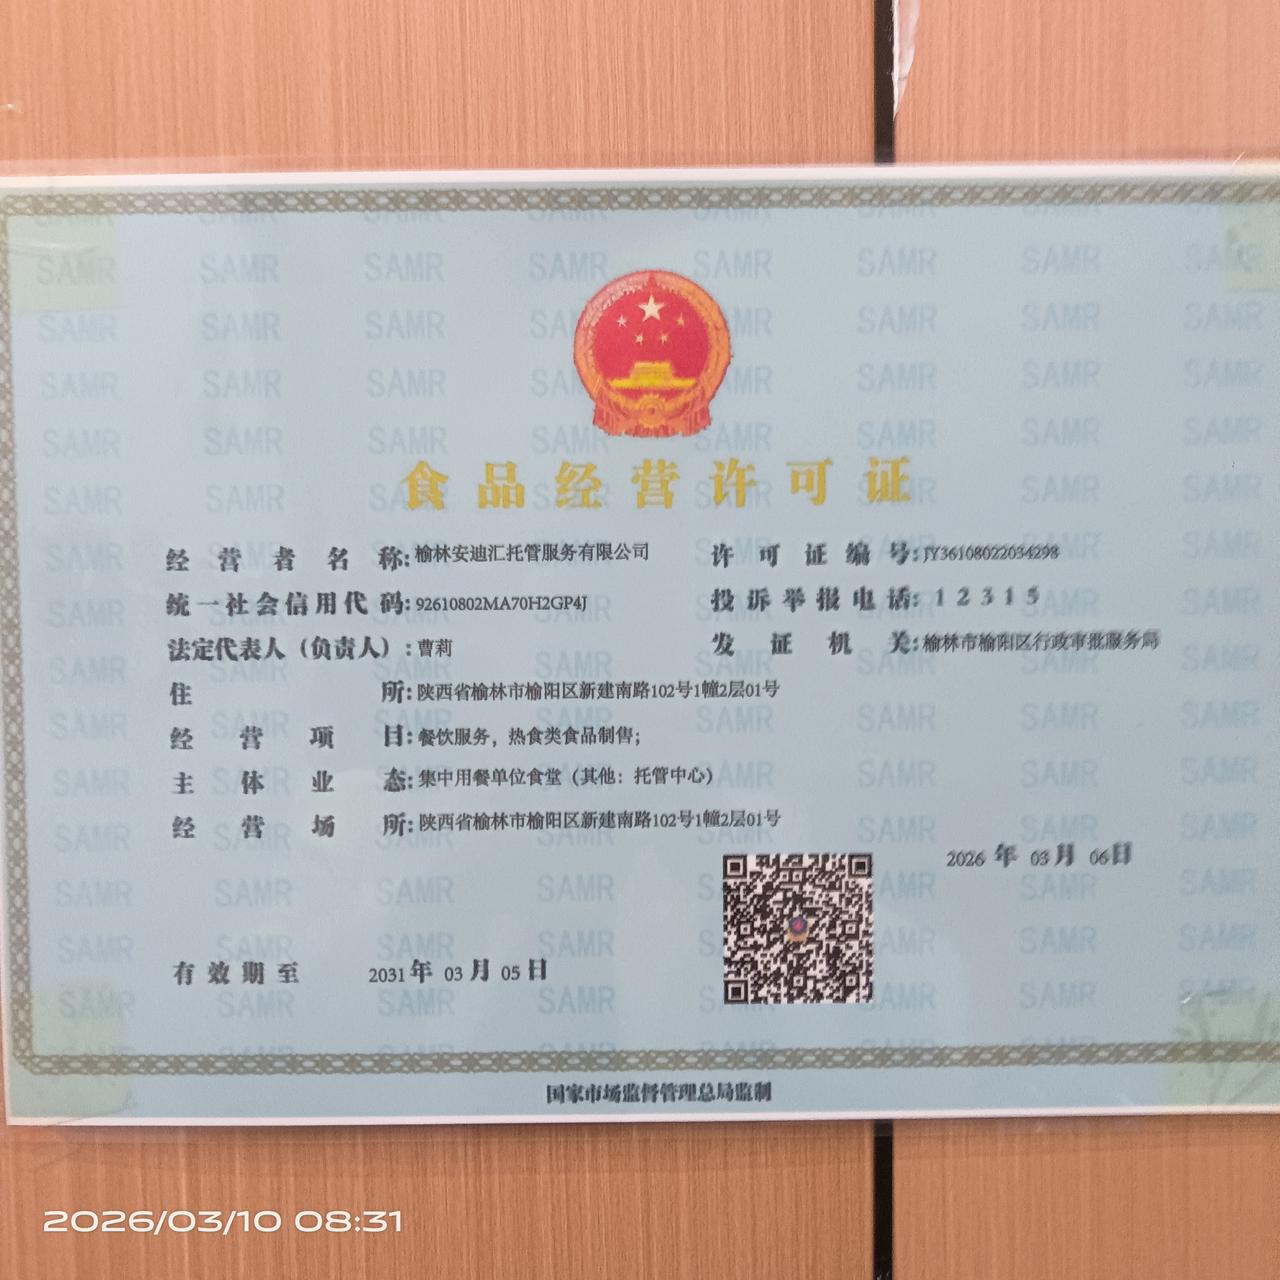 食品经营许可证
经营者名称：榆林安迪汇托管服务有限公司
许可证编号：JY36108022034298
统一社会信用代码：92610802MA70H2GP4J
投诉举报电话：12315
法定代表人（负责人）：曹莉
发证机关：榆林市榆阳区行政审批服务局
住所：陕西省榆林市榆阳区新建南路102号1幢2层01号
经营项目：餐饮服务，热食类食品制售；
主体业态：集中用餐单位食堂（其他：托管中心）
经营场所：陕西省榆林市榆阳区新建南路102号1幢2层01号
2026年03月06日
有效期至 2031年03月05日
国家市场监督管理总局监制
SAMR
2026/03/10 08:31